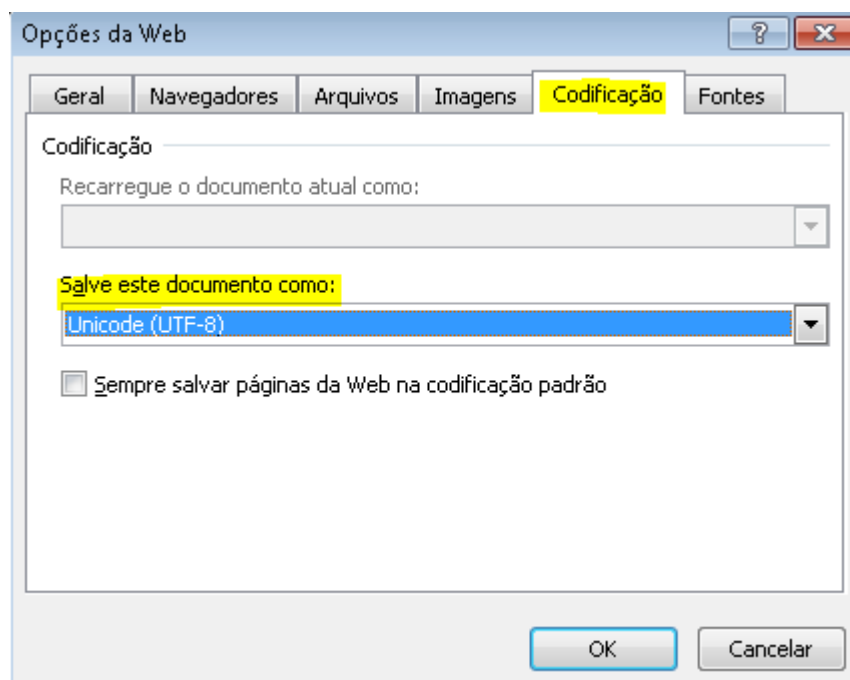 Opções da Web
Geral Navegadores Arquivos Imagens Codificação Fontes
Codificação
Recarregue o documento atual como:
Salve este documento como:
Unicode (UTF-8)
Sempre salvar páginas da Web na codificação padrão
OK Cancelar